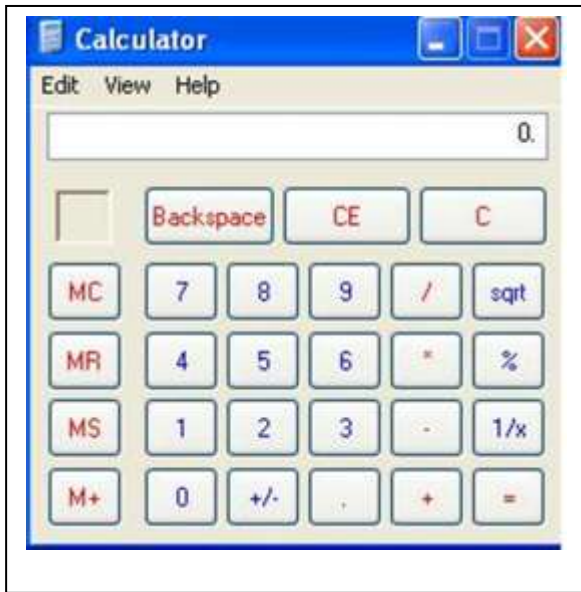 Calculator
Edit View Help
0.
Backspace CE C
MC 7 8 9 / sqrt
MR 4 5 6 * %
MS 1 2 3 - 1/x
M+ 0 +/- . + =